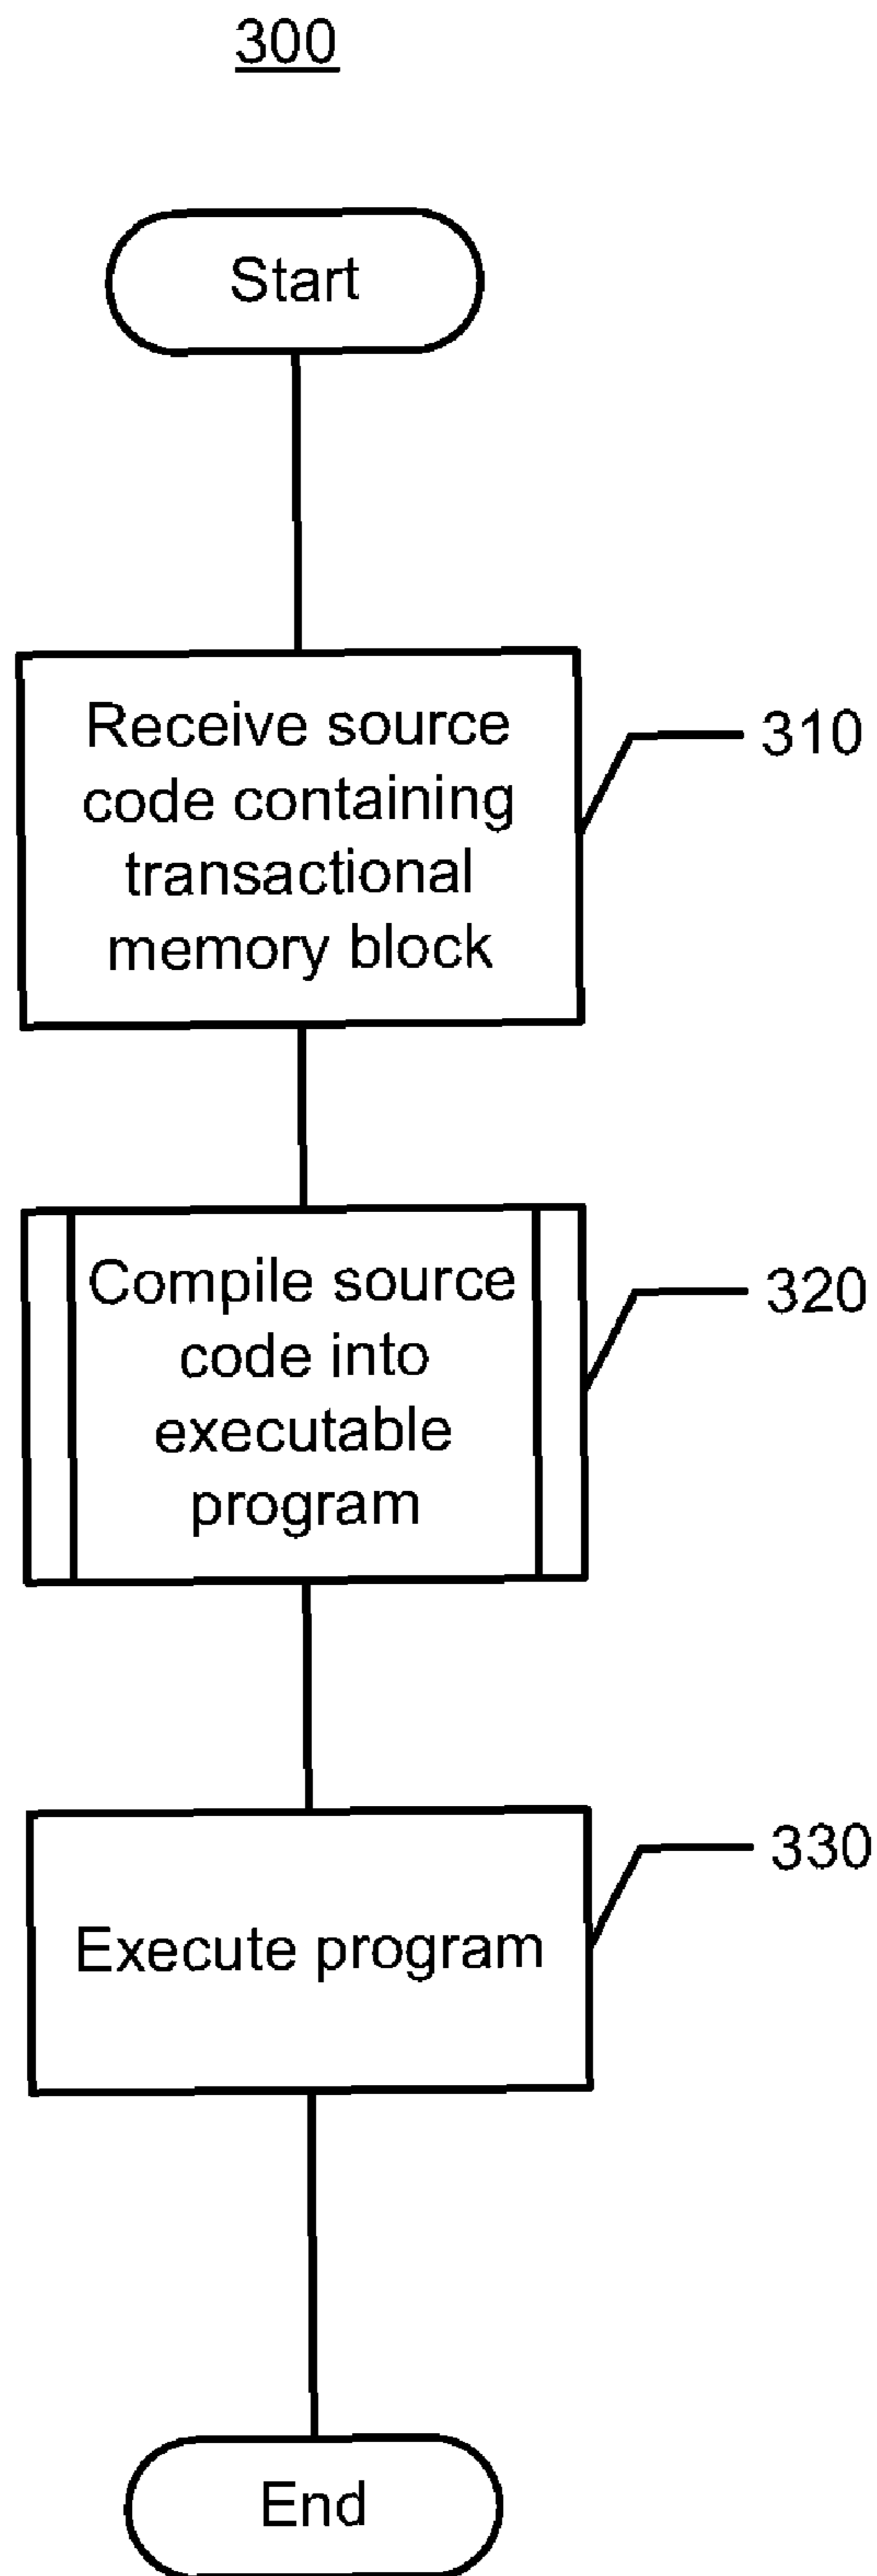 300
Start
Receive source
code containing
transactional
memory block
310
Compile source
code into
executable
program
320
Execute program
330
End